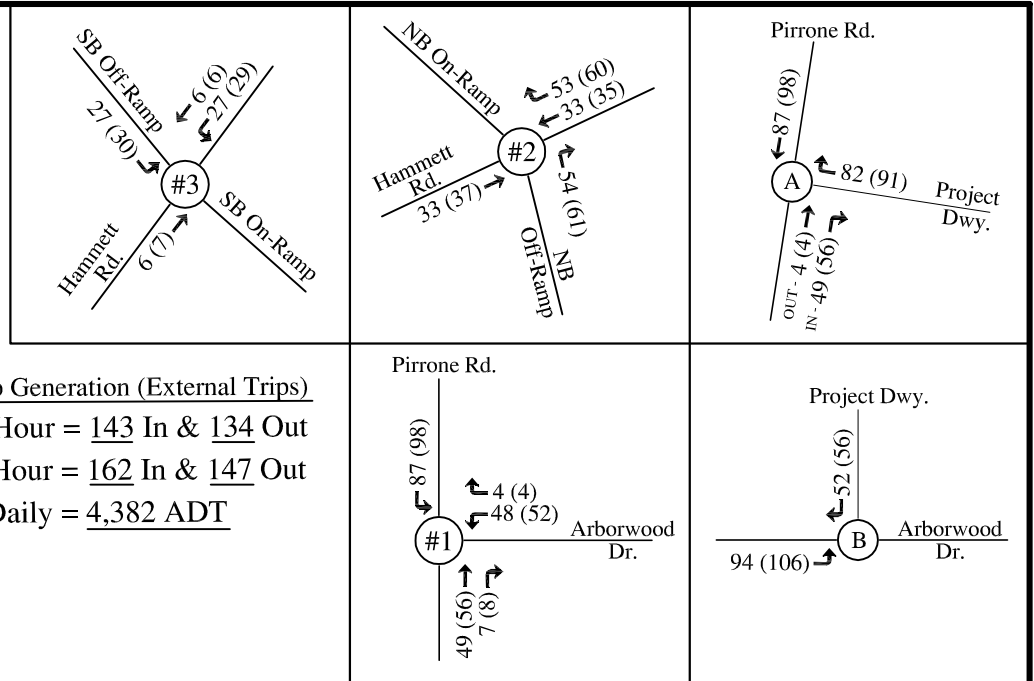 SB Off-Ramp
6 (6)
27 (29)
27 (30)
#3
Hammett
Rd.
6 (7)
SB On-Ramp
NB On-Ramp
53 (60)
33 (35)
#2
Hammett
Rd.
33 (37)
54 (61)
NB
Off-Ramp
Pirrone Rd.
87 (98)
A
82 (91)
Project
Dwy.
OUT - 4 (4)
IN - 49 (56)
Generation (External Trips)
Hour = 143 In & 134 Out
Hour = 162 In & 147 Out
Daily = 4,382 ADT
Pirrone Rd.
87 (98)
4 (4)
48 (52)
#1
Arborwood
Dr.
49 (56)
7 (8)
Project Dwy.
52 (56)
B
Arborwood
Dr.
94 (106)